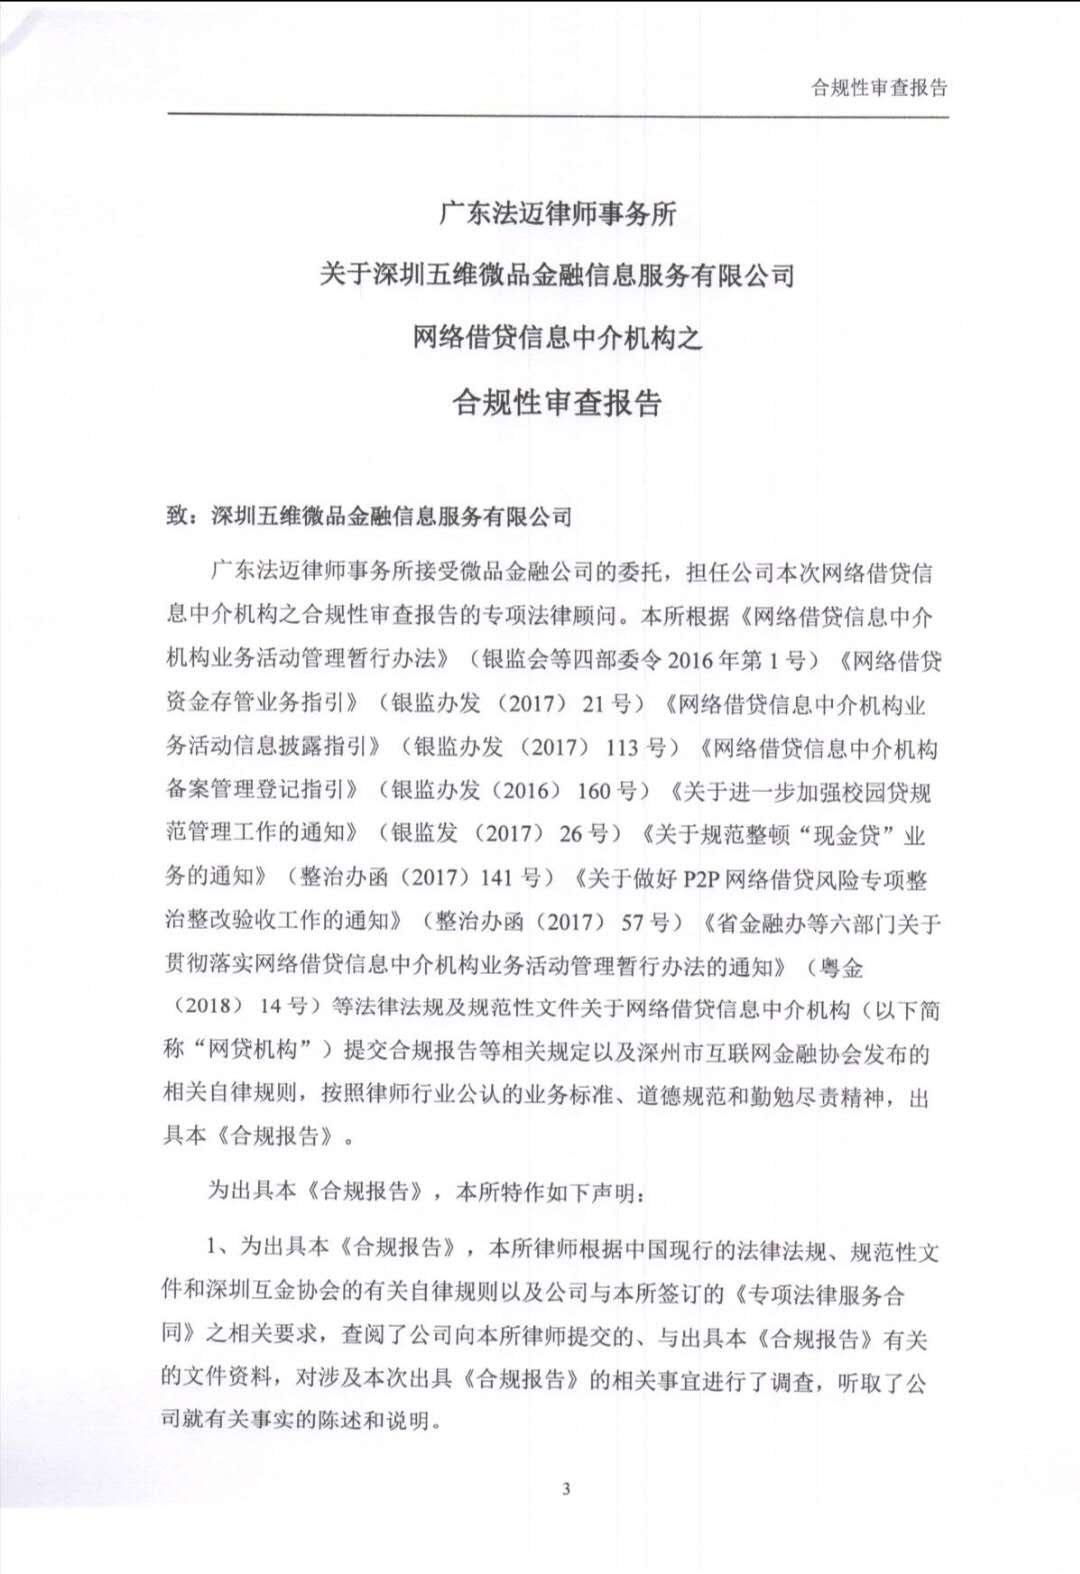 合规性审查报告
广东法迈律师事务所
关于深圳五维微品金融信息服务有限公司
网络借贷信息中介机构之
合规性审查报告
致：深圳五维微品金融信息服务有限公司
广东法迈律师事务所接受微品金融公司的委托，担任公司本次网络借贷信
息中介机构之合规性审查报告的专项法律顾问。本所根据《网络借贷信息中介
机构业务活动管理暂行办法》（银监会等四部委令 2016 年第 1 号）《网络借贷
资金存管业务指引》（银监办发 （2017） 21 号）《网络借贷信息中介机构业
务活动信息披露指引》（银监办发 （2017） 113 号）《网络借贷信息中介机构
备案管理登记指引》（银监办发（2016） 160 号）《关于进一步加强校园贷规
范管理工作的通知》（银监发 （2017） 26 号）《关于规范整顿“现金贷”业
务的通知》（整治办函（2017）141 号）《关于做好 P2P 网络借贷风险专项整
治整改验收工作的通知》（整治办函（2017） 57 号）《省金融办等六部门关于
贯彻落实网络借贷信息中介机构业务活动管理暂行办法的通知》（粤金
（2018） 14 号）等法律法规及规范性文件关于网络借贷信息中介机构（以下简
称“网贷机构”）提交合规报告等相关规定以及深州市互联网金融协会发布的
相关自律规则，按照律师行业公认的业务标准、道德规范和勤勉尽责精神，出
具本《合规报告》。
为出具本《合规报告》，本所特作如下声明：
1、为出具本《合规报告》，本所律师根据中国现行的法律法规、规范性文
件和深圳互金协会的有关自律规则以及公司与本所签订的《专项法律服务合
同》之相关要求，查阅了公司向本所律师提交的、与出具本《合规报告》有关
的文件资料，对涉及本次出具《合规报告》的相关事宜进行了调查，听取了公
司就有关事实的陈述和说明。
3